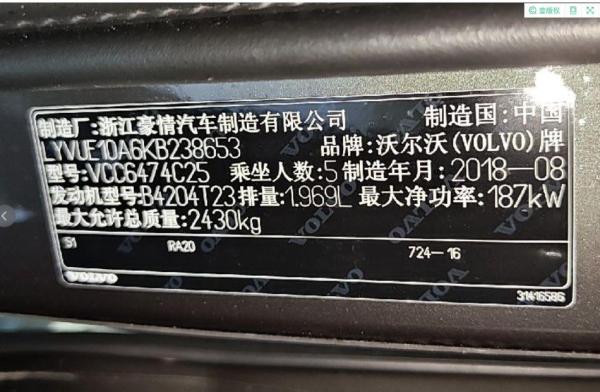 壹版权
制造厂:浙江豪情汽车制造有限公司 制造国:中国
LYVUE10A6KB238653 品牌:沃尔沃(VOLVO)牌
型号:VCC6474C25 乘坐人数:5 制造年月:2018-08
发动机型号:B4204T23 排量:1.969L 最大净功率:187kW
最大允许总质量:2430kg
S1 RA20 724-16
VOLVO
31416586